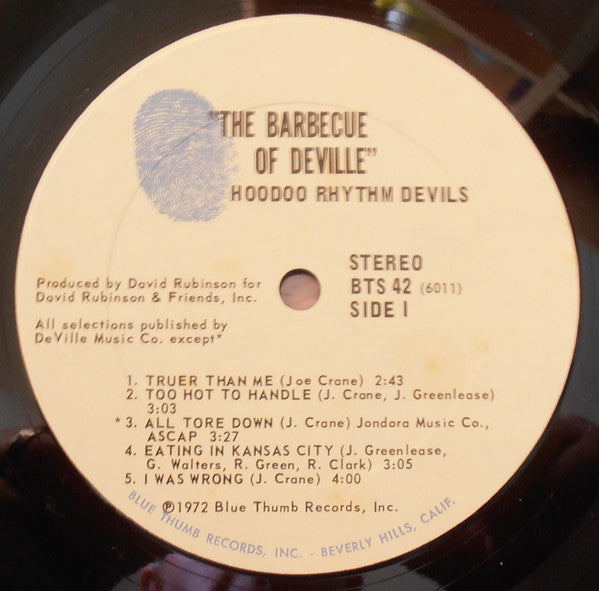 "THE BARBECUE
OF DEVILLE"
HOODOO RHYTHM DEVILS
STEREO
BTS 42 (6011)
SIDE I
Produced by David Rubinson for
David Rubinson & Friends, Inc.
All selections published by
DeVille Music Co. except*
1. TRUER THAN ME (Joe Crane) 2:43
2. TOO HOT TO HANDLE (J. Crane, J. Greenlease)
3:03
*3. ALL TORE DOWN (J. Crane) Jondora Music Co.,
ASCAP 3:27
4. EATING IN KANSAS CITY (J. Greenlease,
G. Walters, R. Green, R. Clark) 3:05
5. I WAS WRONG (J. Crane) 4:00
℗1972 Blue Thumb Records, Inc.
BLUE THUMB RECORDS, INC. - BEVERLY HILLS, CALIF.